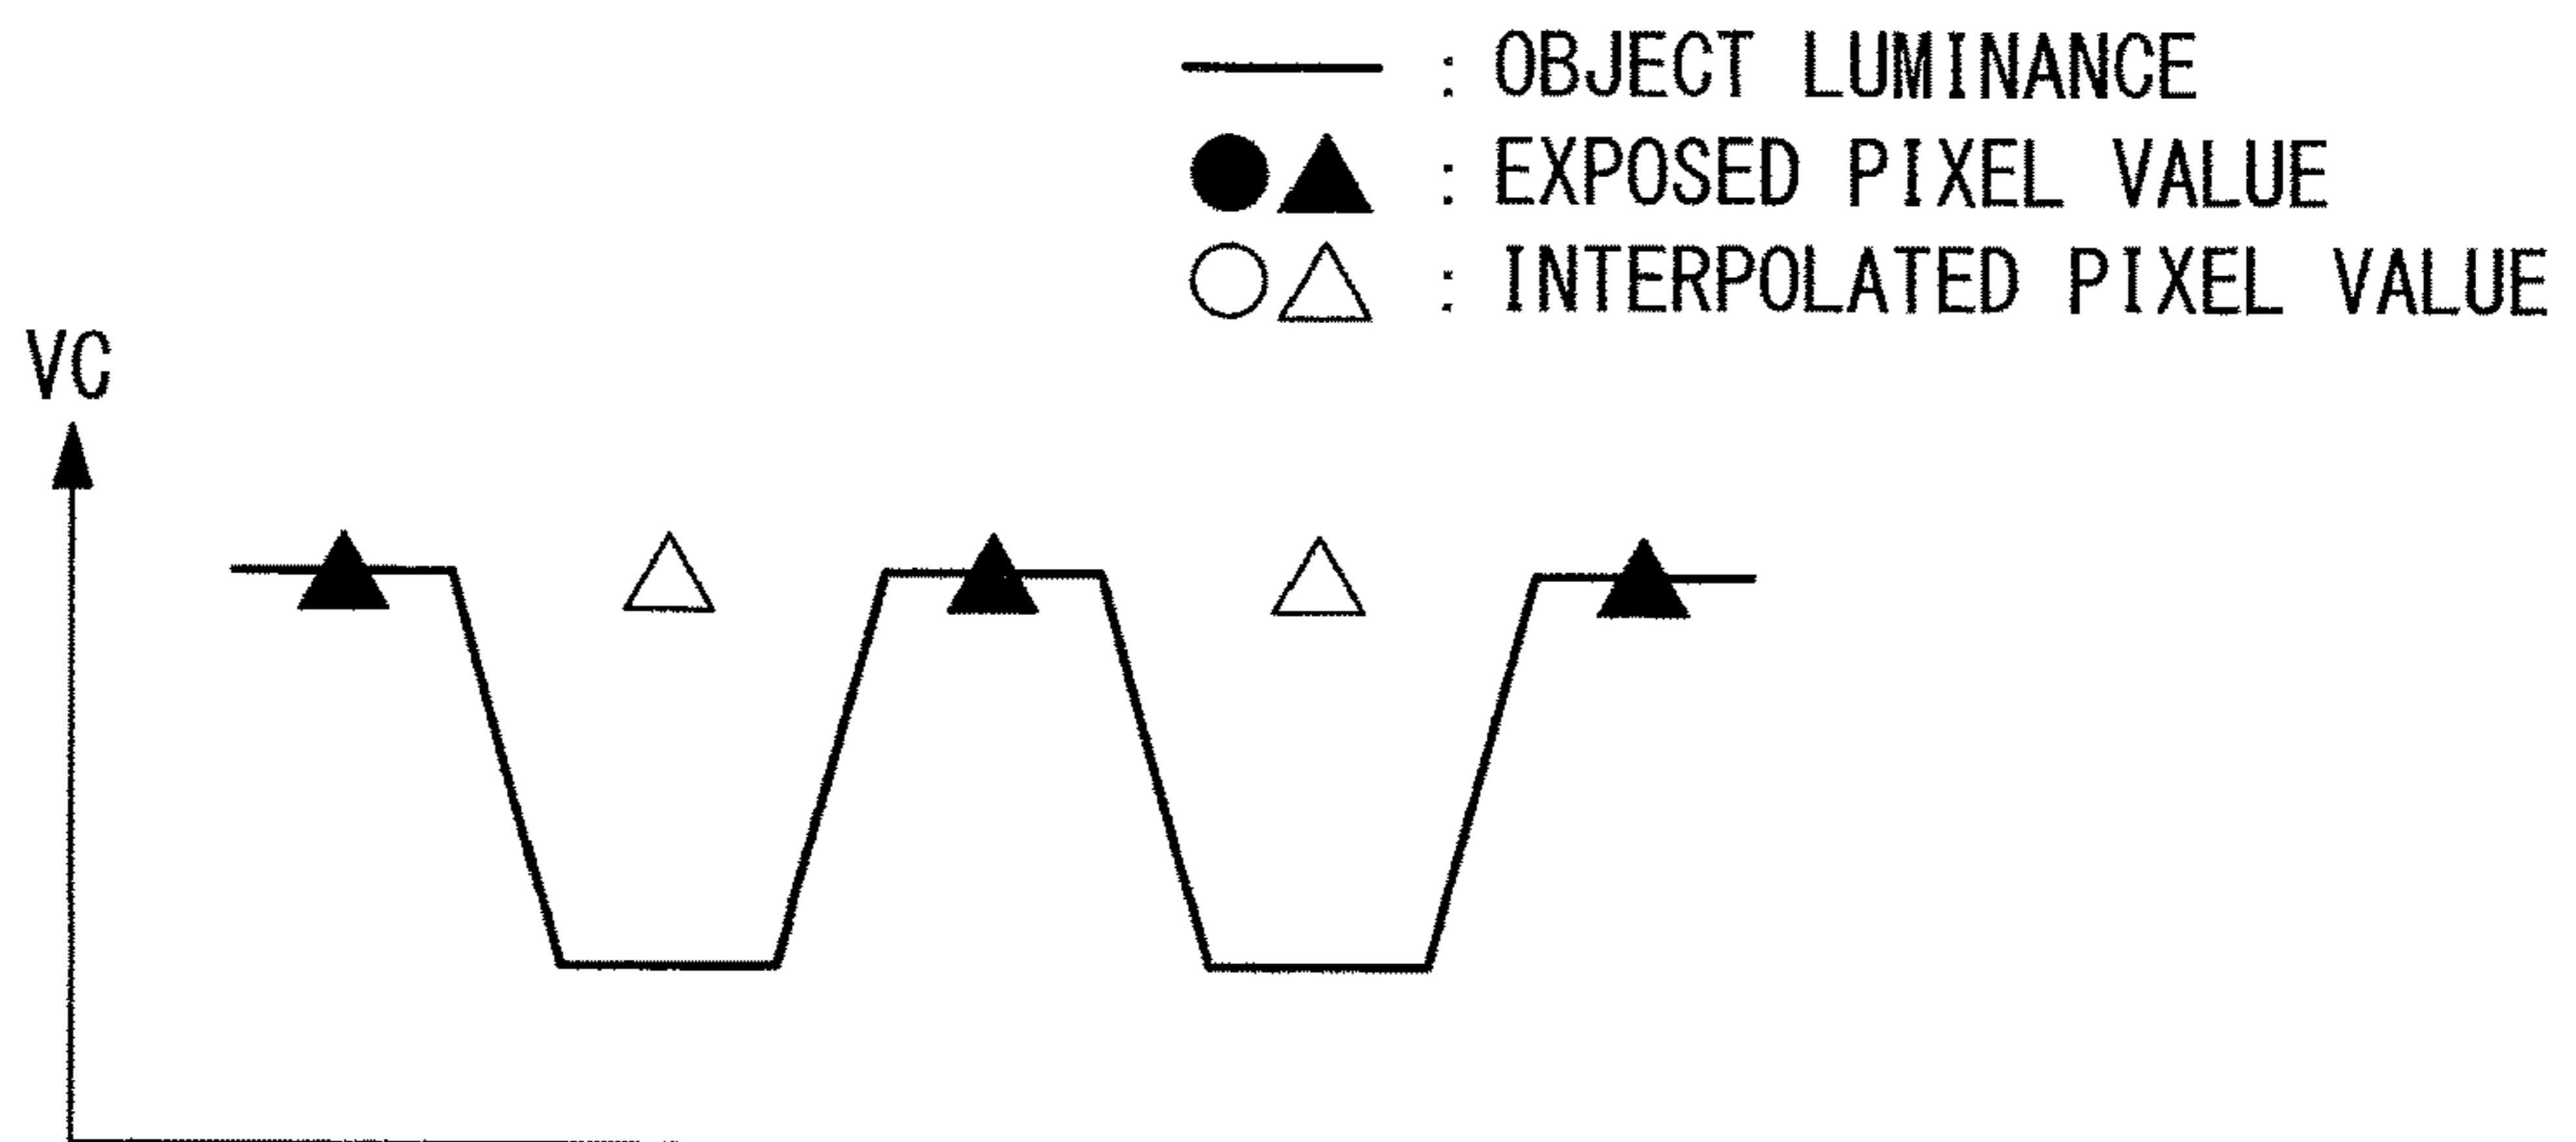 : OBJECT LUMINANCE
: EXPOSED PIXEL VALUE
: INTERPOLATED PIXEL VALUE
VC